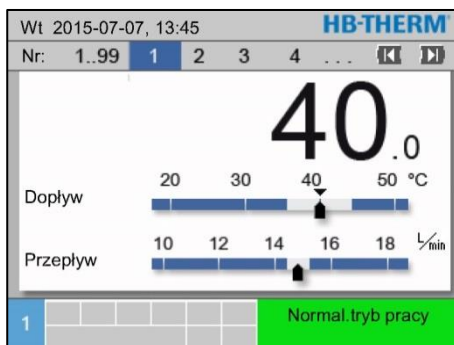 Wt 2015-07-07, 13:45 HB-THERM
Nr: 1..99 1 2 3 4 ...
40.0
20 30 40 50 °C
Dopływ
10 12 14 16 18 L/min
Przepływ
1 Normal.tryb pracy